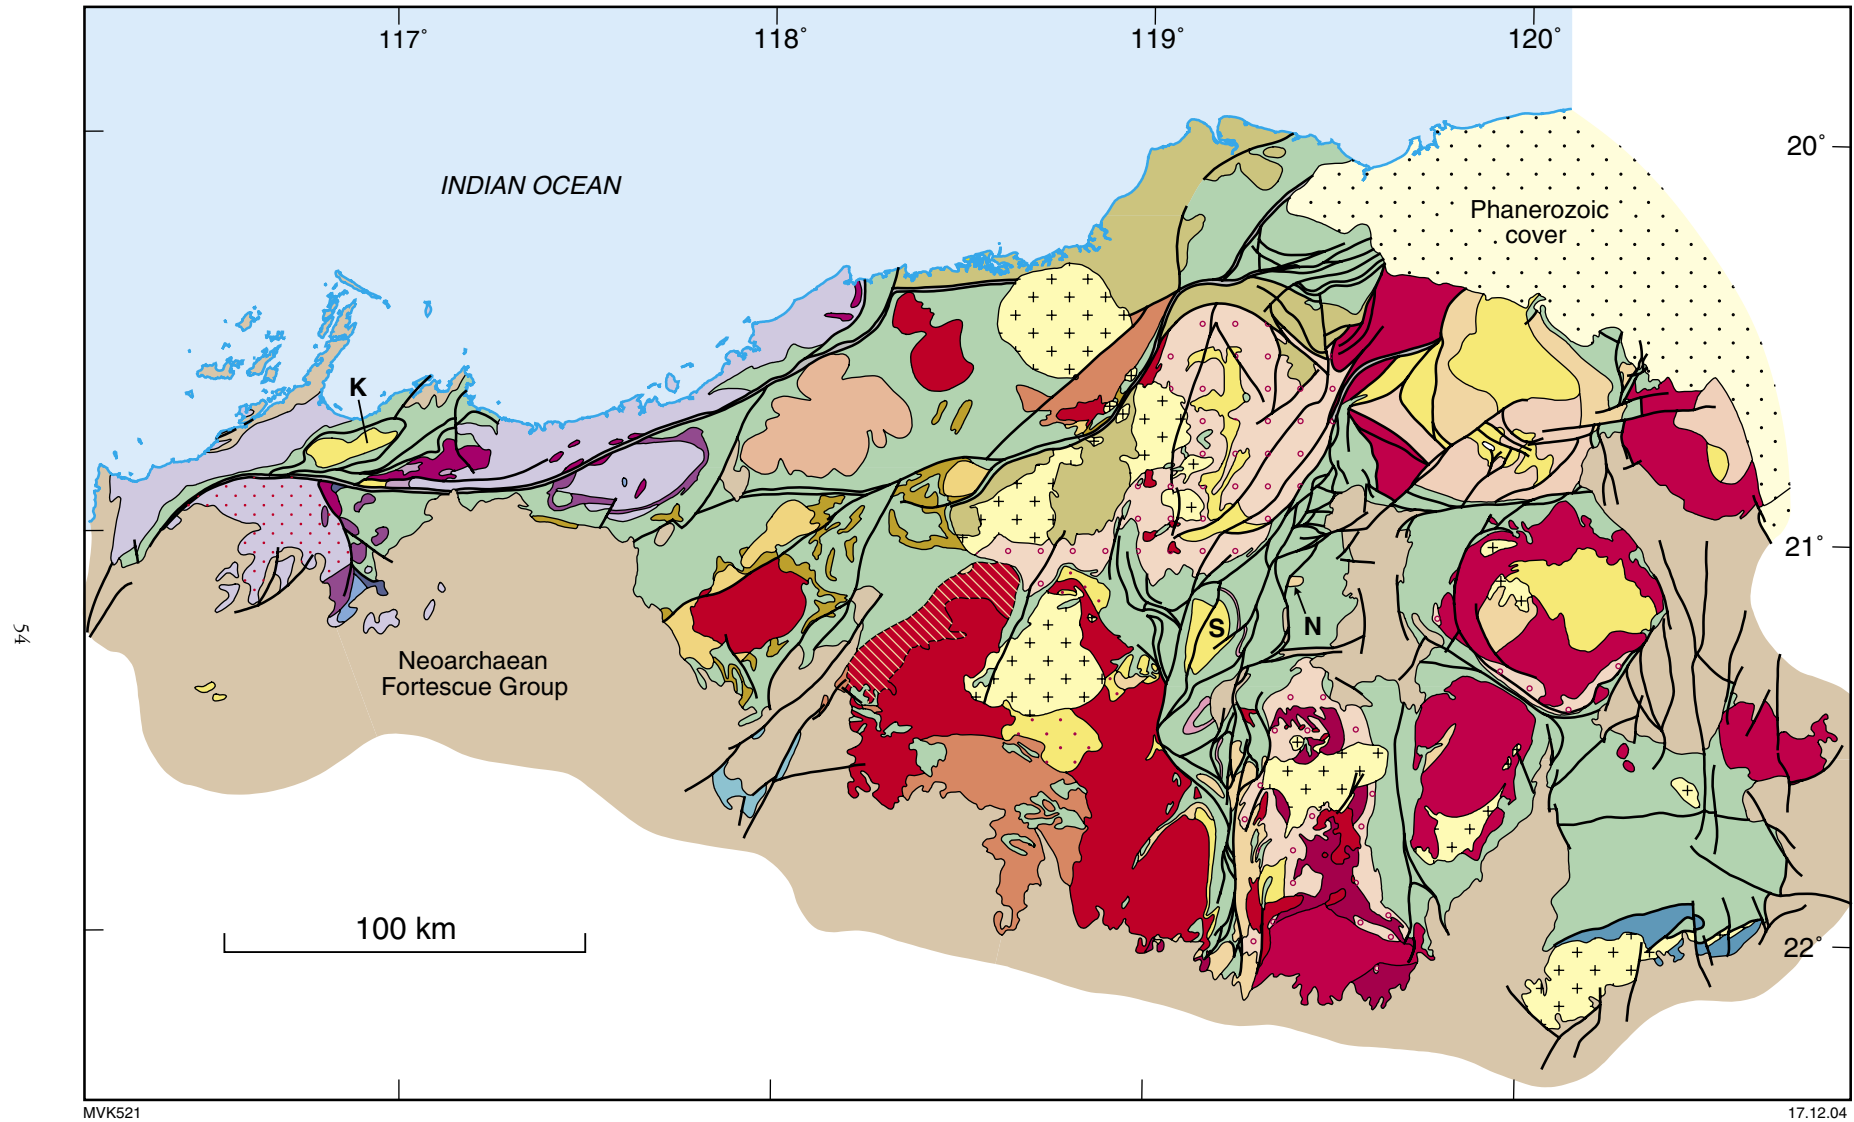 117°
118°
119°
120°
20°
INDIAN OCEAN
Phanerozoic
cover
K
21°
S
N
54
Neoarchaean
Fortescue Group
100 km
22°
MVK521
17.12.04